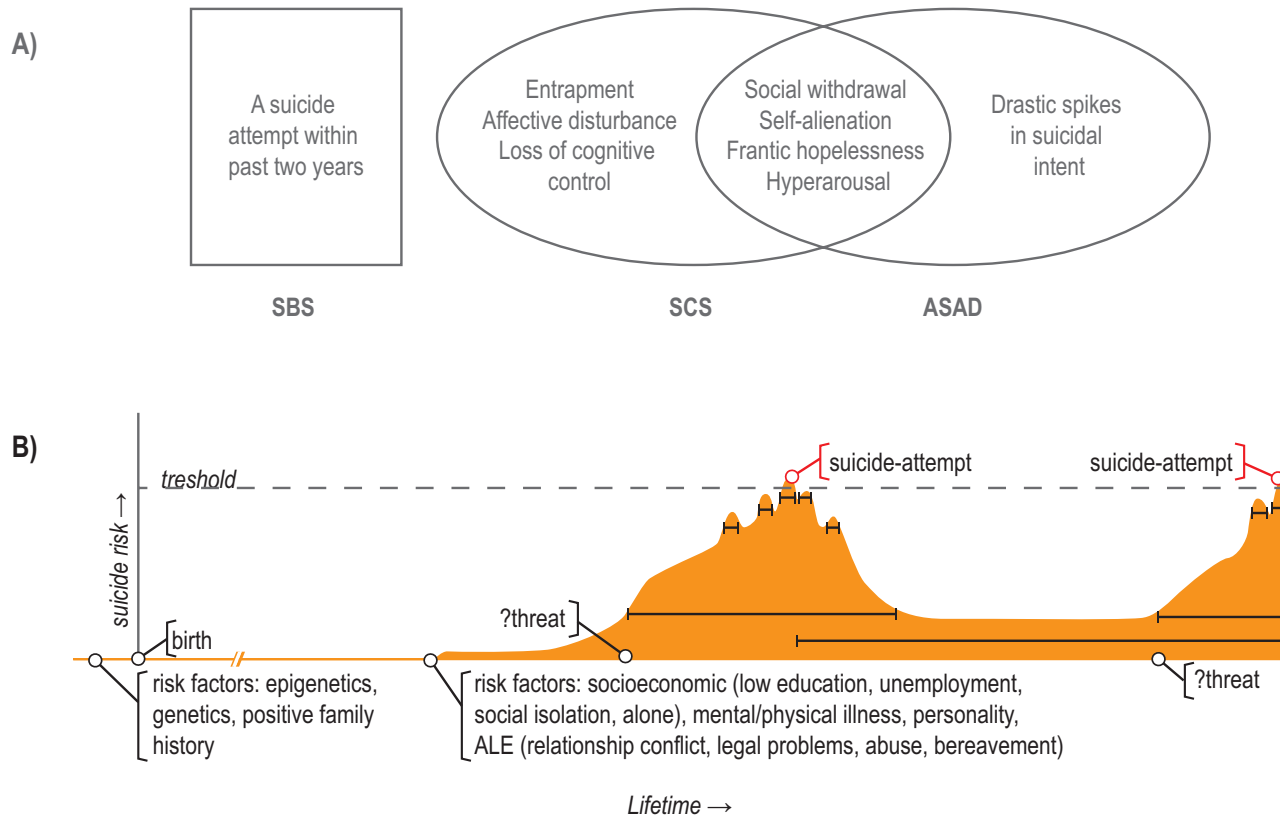 A)
A suicide
attempt within
past two years
Entrapment
Affective disturbance
Loss of cognitive
control
Social withdrawal
Self-alienation
Frantic hopelessness
Hyperarousal
Drastic spikes
in suicidal
intent
SBS
SCS
ASAD
B)
treshold
suicide risk →
suicide-attempt
suicide-attempt
birth
?threat
?threat
risk factors: epigenetics,
genetics, positive family
history
risk factors: socioeconomic (low education, unemployment,
social isolation, alone), mental/physical illness, personality,
ALE (relationship conflict, legal problems, abuse, bereavement)
Lifetime →